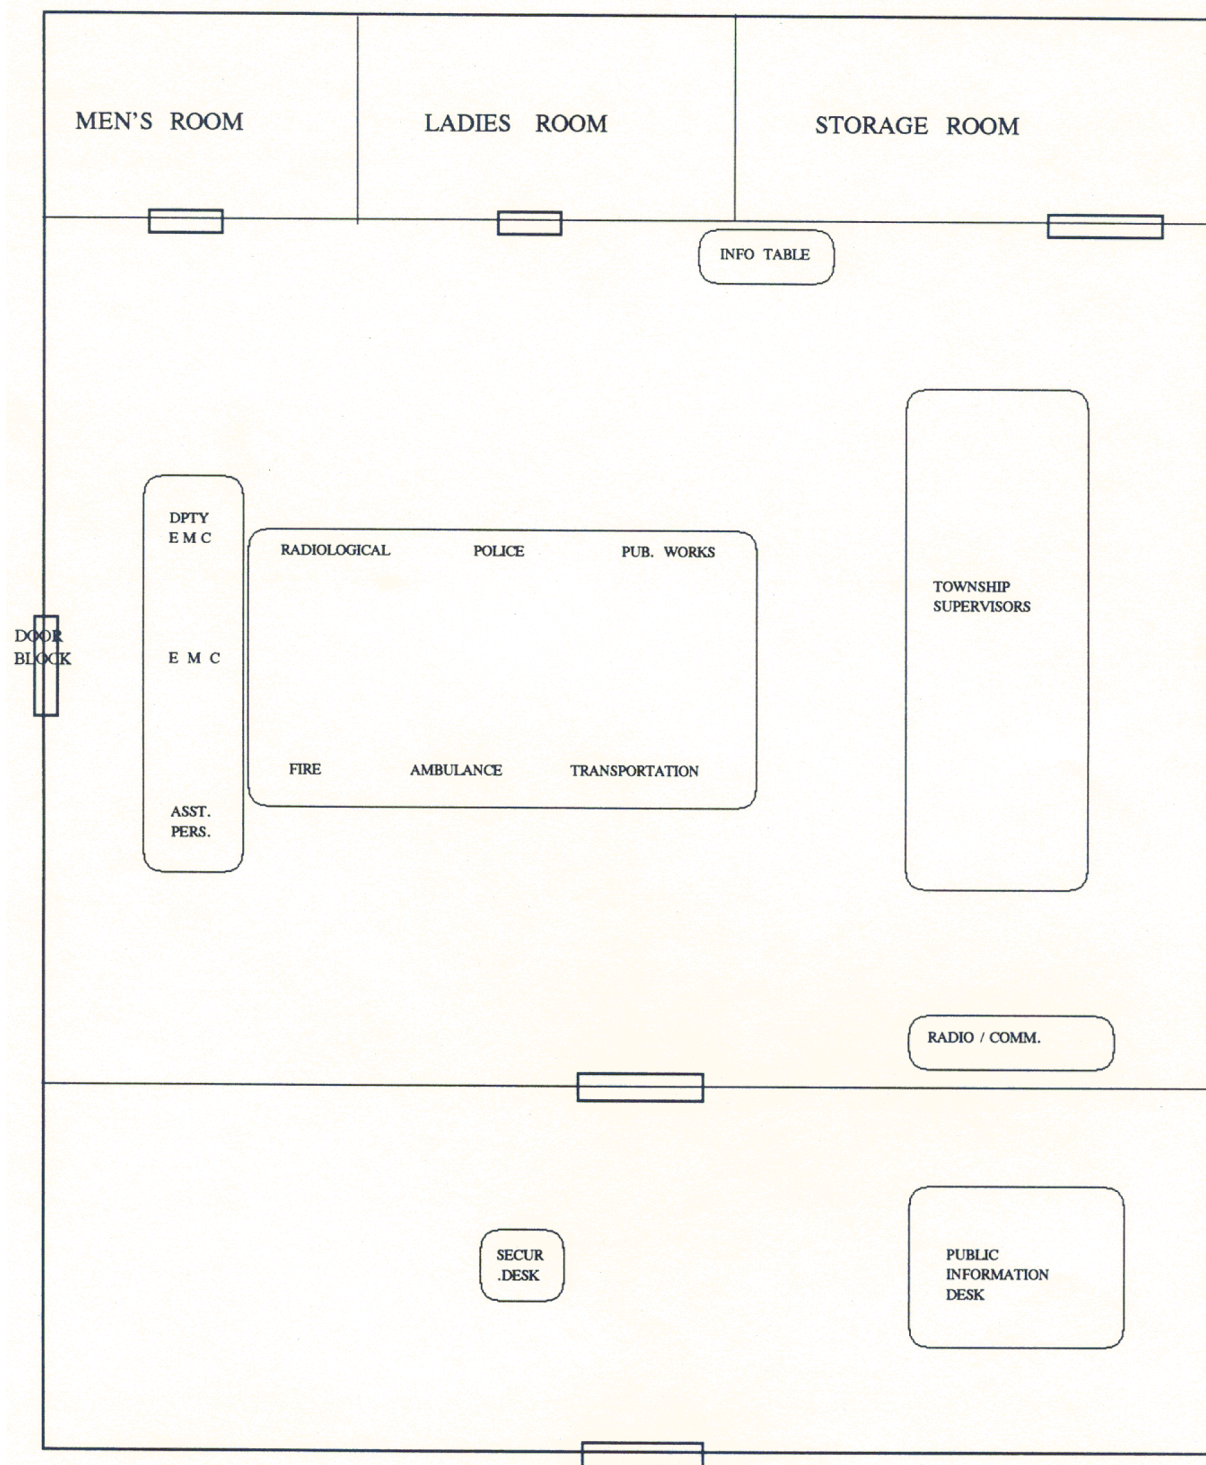 MEN'S ROOM
LADIES ROOM
STORAGE ROOM
INFO TABLE
DPTY
E M C
RADIOLOGICAL
POLICE
PUB. WORKS
TOWNSHIP
SUPERVISORS
DOOR
BLOCK
E M C
FIRE
AMBULANCE
TRANSPORTATION
ASST.
PERS.
RADIO / COMM.
SECUR
.DESK
PUBLIC
INFORMATION
DESK